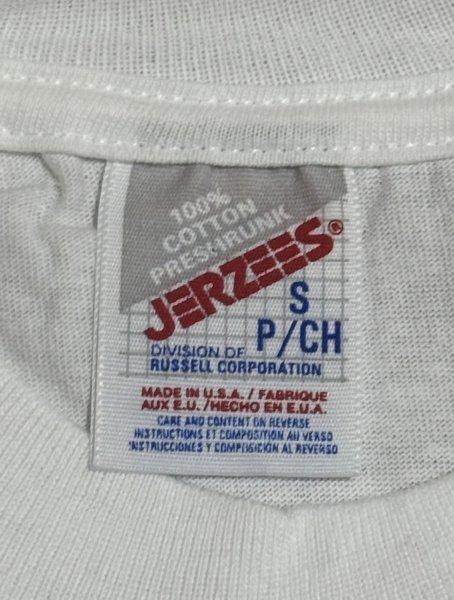 100%
COTTON
PRESHRUNK
JERZEES®
S
P/CH
DIVISION OF
RUSSELL CORPORATION
MADE IN U.S.A. / FABRIQUE
AUX E.U. /HECHO EN E.U.A.
CARE AND CONTENT ON REVERSE
INSTRUCTIONS ET COMPOSITION AU VERSO
INSTRUCCIONES Y COMPOSICION AL REVERSO